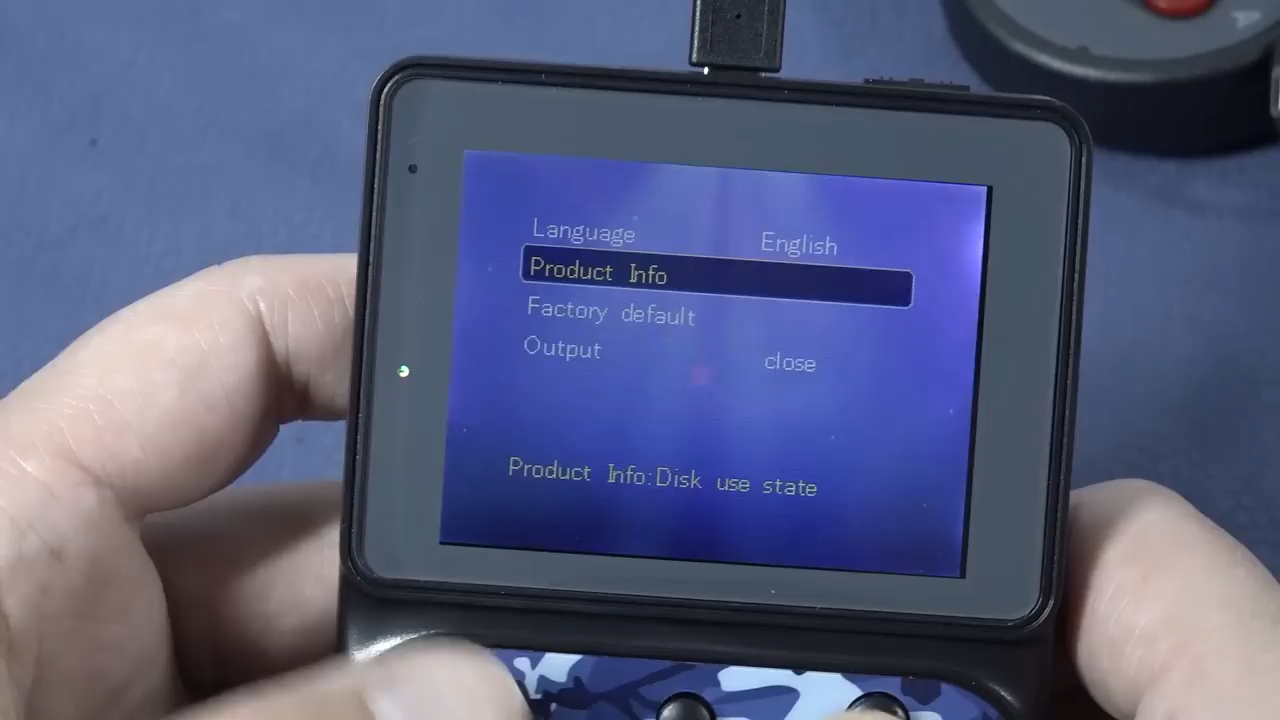 Language English
Product Info
Factory default
Output close
Product Info:Disk use state